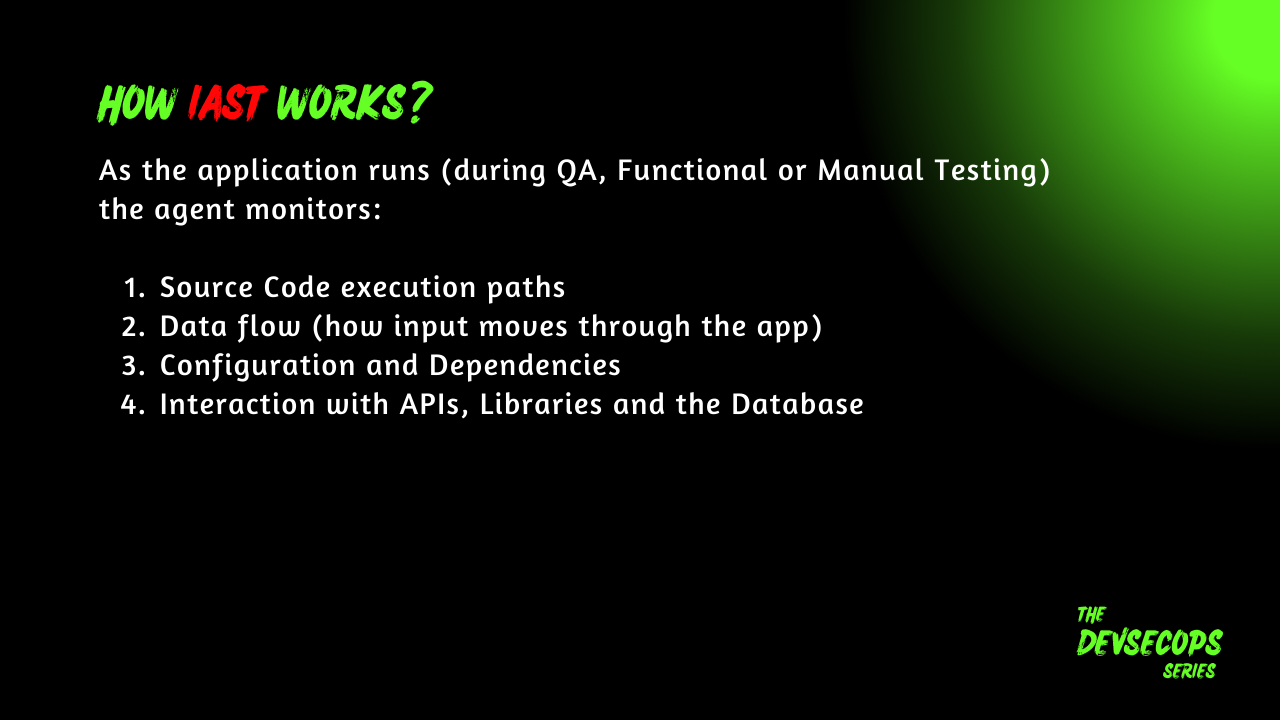 HOW IAST WORKS?
As the application runs (during QA, Functional or Manual Testing)
the agent monitors:
1. Source Code execution paths
2. Data flow (how input moves through the app)
3. Configuration and Dependencies
4. Interaction with APIs, Libraries and the Database
THE
DEVSECOPS
SERIES